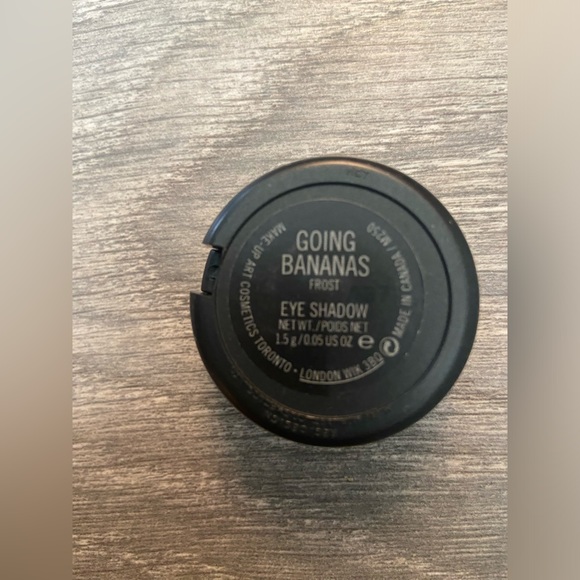 GOING
BANANAS
FROST
EYE SHADOW
NET WT./POIDS NET
1.5 g/0.05 US OZ ℮
MAKE-UP ART COSMETICS TORONTO - LONDON W1K 3BQ
MADE IN CANADA / M250